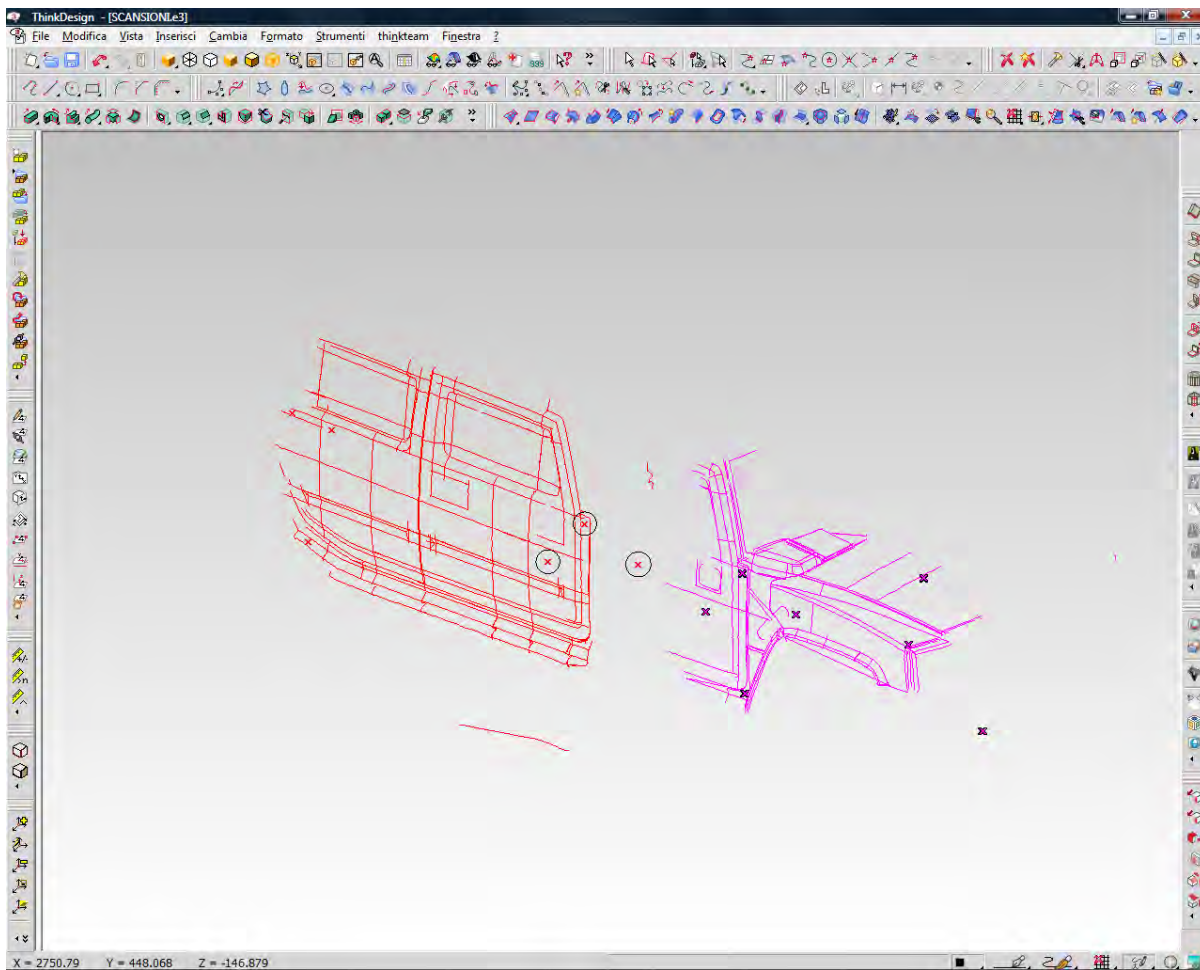 ThinkDesign - [SCANSIONLe3]
File Modifica Vista Inserisci Cambia Formato Strumenti thinkteam Finestra ?
X = 2750.79 Y = 448.068 Z = -146.879